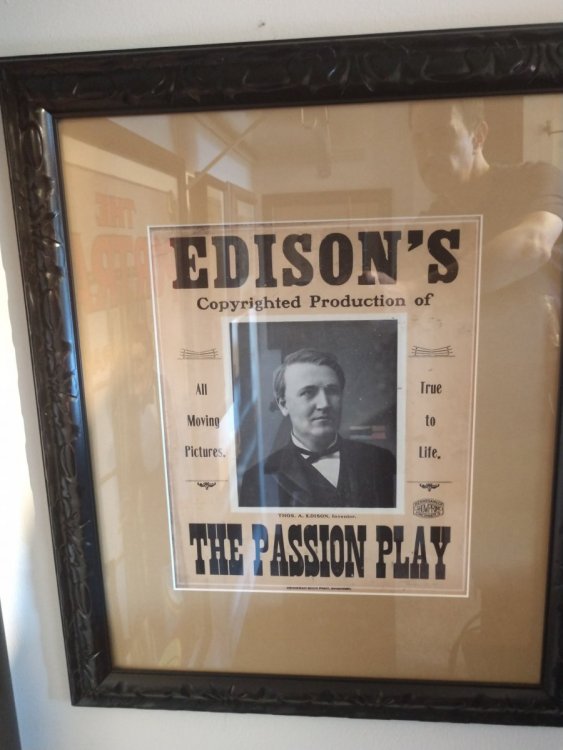 EDISON'S
Copyrighted Production of
All
Moving
Pictures.
True
to
Life.
THOS. A. EDISON, Inventor.
THE PASSION PLAY